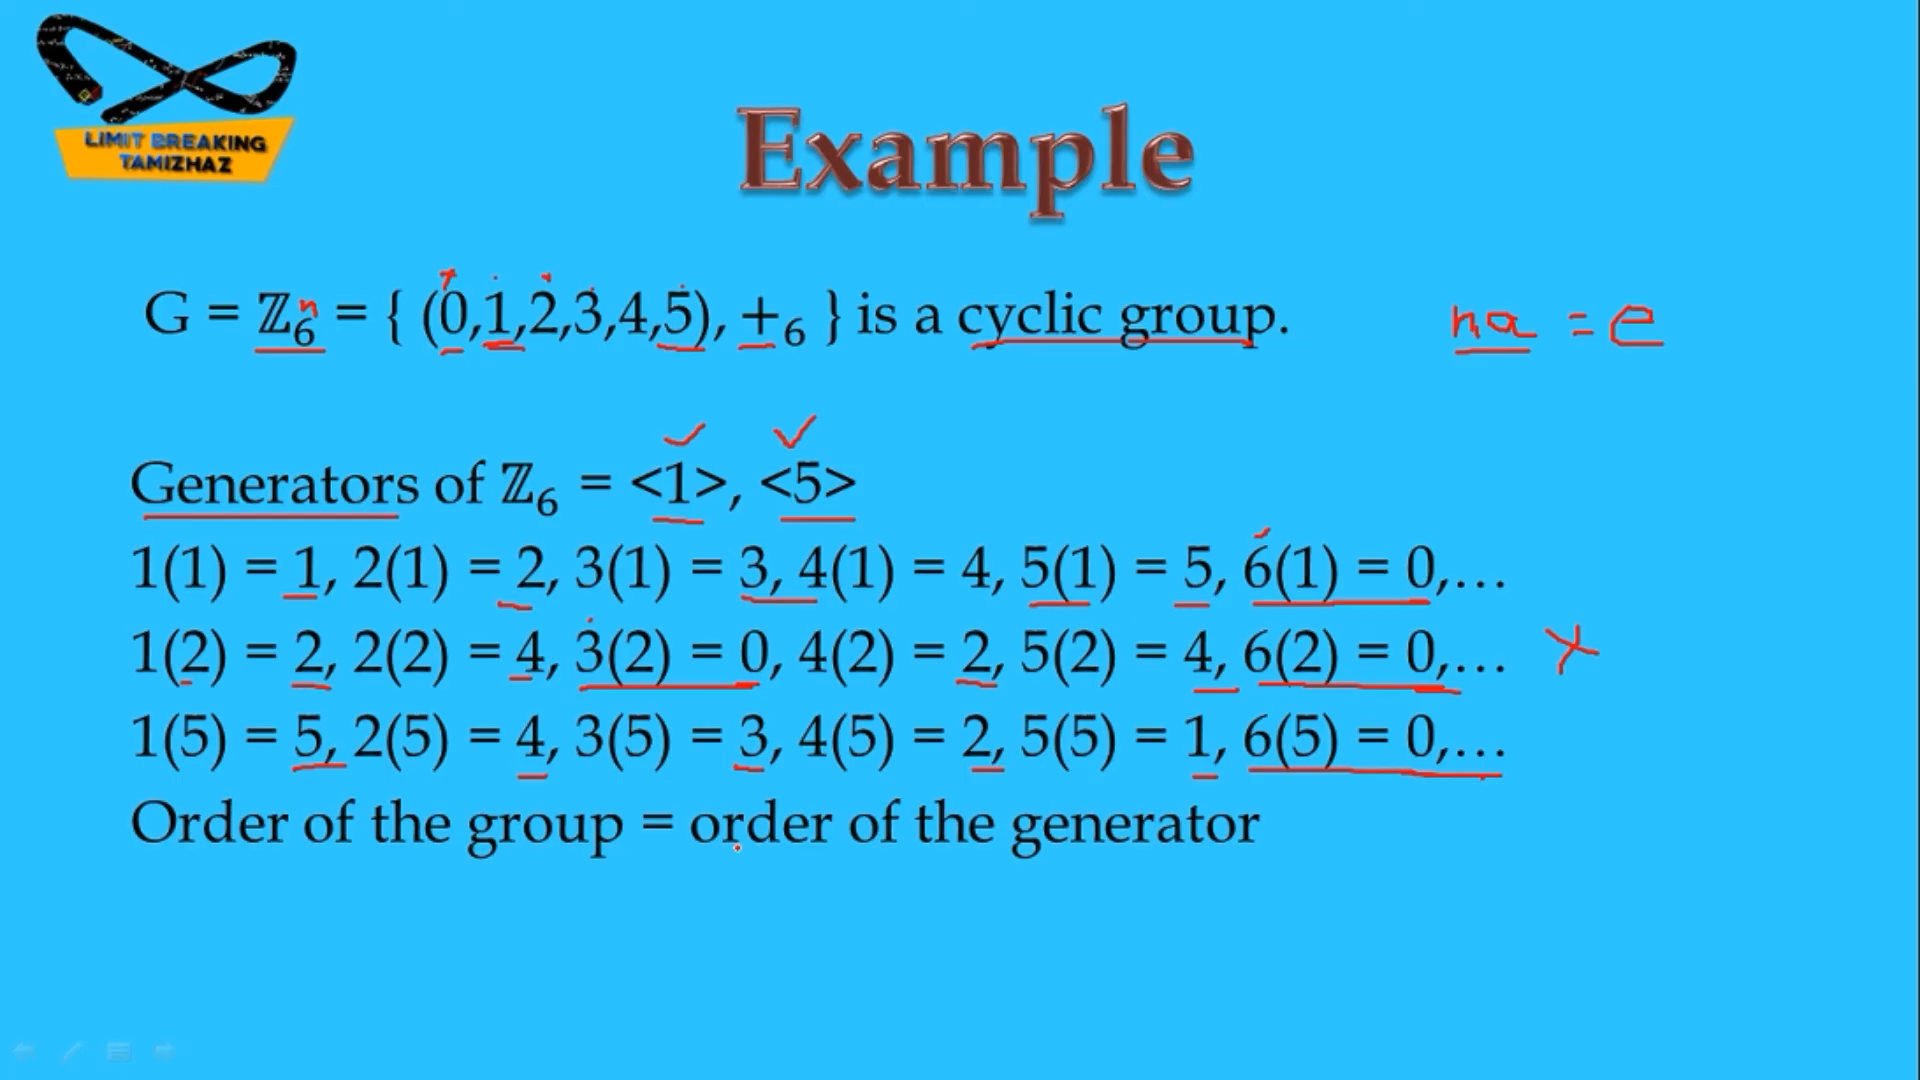 LIMIT BREAKING
TAMIZHAZ
Example
G = ℤ₆ = { (0,1,2,3,4,5), +₆ } is a cyclic group.
n
na = e
Generators of ℤ₆ = <1>, <5>
1(1) = 1, 2(1) = 2, 3(1) = 3, 4(1) = 4, 5(1) = 5, 6(1) = 0,…
1(2) = 2, 2(2) = 4, 3(2) = 0, 4(2) = 2, 5(2) = 4, 6(2) = 0,…
1(5) = 5, 2(5) = 4, 3(5) = 3, 4(5) = 2, 5(5) = 1, 6(5) = 0,…
Order of the group = order of the generator